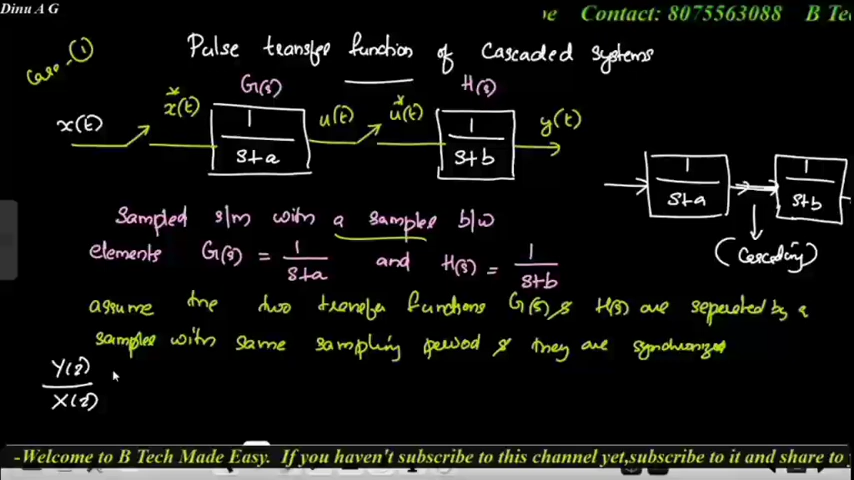 Dinu A G
e Contact: 8075563088 B Tec
Case-①
Pulse transfer function of Cascaded systems
G(s) H(s)
x(t) x*(t) 1/(s+a) u(t) u*(t) 1/(s+b) y(t)
1/(s+a) 1/(s+b)
(Cascading)
Sampled s/m with a sampler b/w
elements G(s) = 1/(s+a) and H(s) = 1/(s+b)
assume the two transfer functions G(s) & H(s) are separated by a
sampler with same sampling period & they are synchronized
Y(z)/X(z)
-Welcome to B Tech Made Easy. If you haven't subscribe to this channel yet,subscribe to it and share to